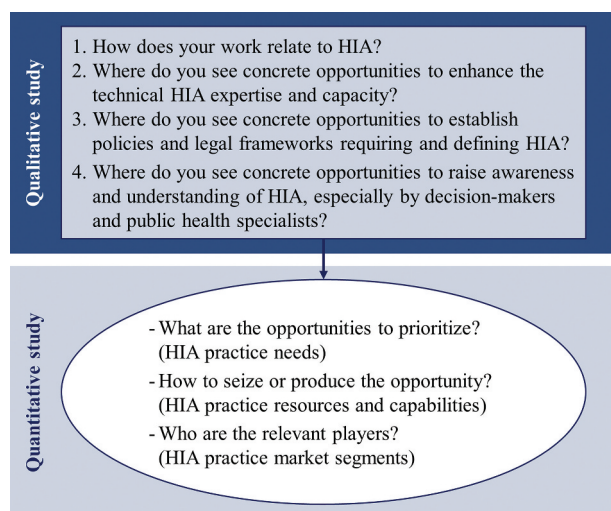 Qualitative study
1. How does your work relate to HIA?
2. Where do you see concrete opportunities to enhance the
technical HIA expertise and capacity?
3. Where do you see concrete opportunities to establish
policies and legal frameworks requiring and defining HIA?
4. Where do you see concrete opportunities to raise awareness
and understanding of HIA, especially by decision-makers
and public health specialists?
Quantitative study
- What are the opportunities to prioritize?
(HIA practice needs)
- How to seize or produce the opportunity?
(HIA practice resources and capabilities)
- Who are the relevant players?
(HIA practice market segments)